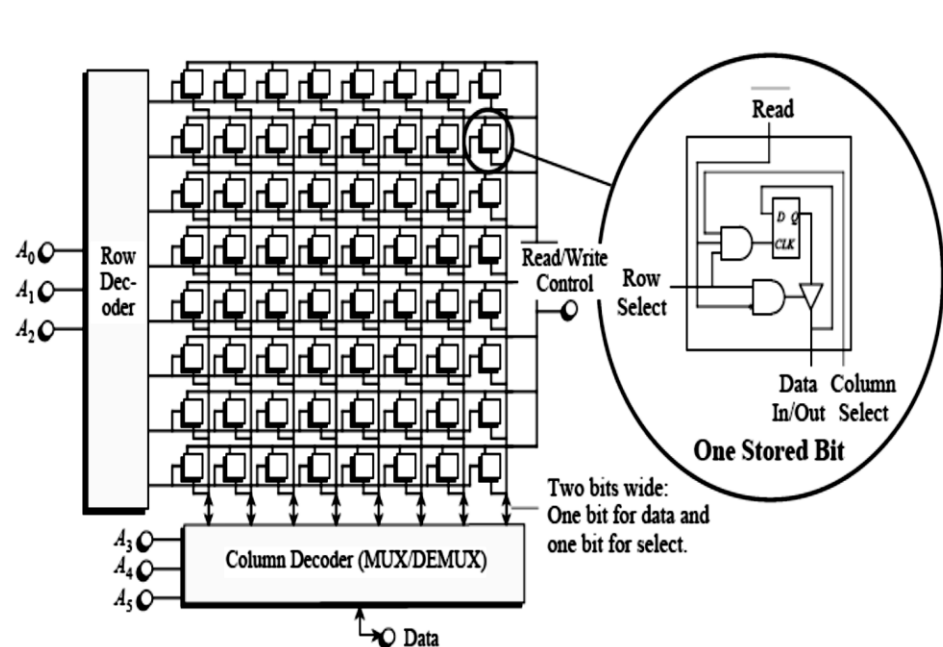 Read
D Q
CLK
Row
Select
Data
In/Out
Column
Select
One Stored Bit
Row
Dec-
oder
A0
A1
A2
Read/Write
Control
Two bits wide:
One bit for data and
one bit for select.
A3
A4
A5
Column Decoder (MUX/DEMUX)
Data